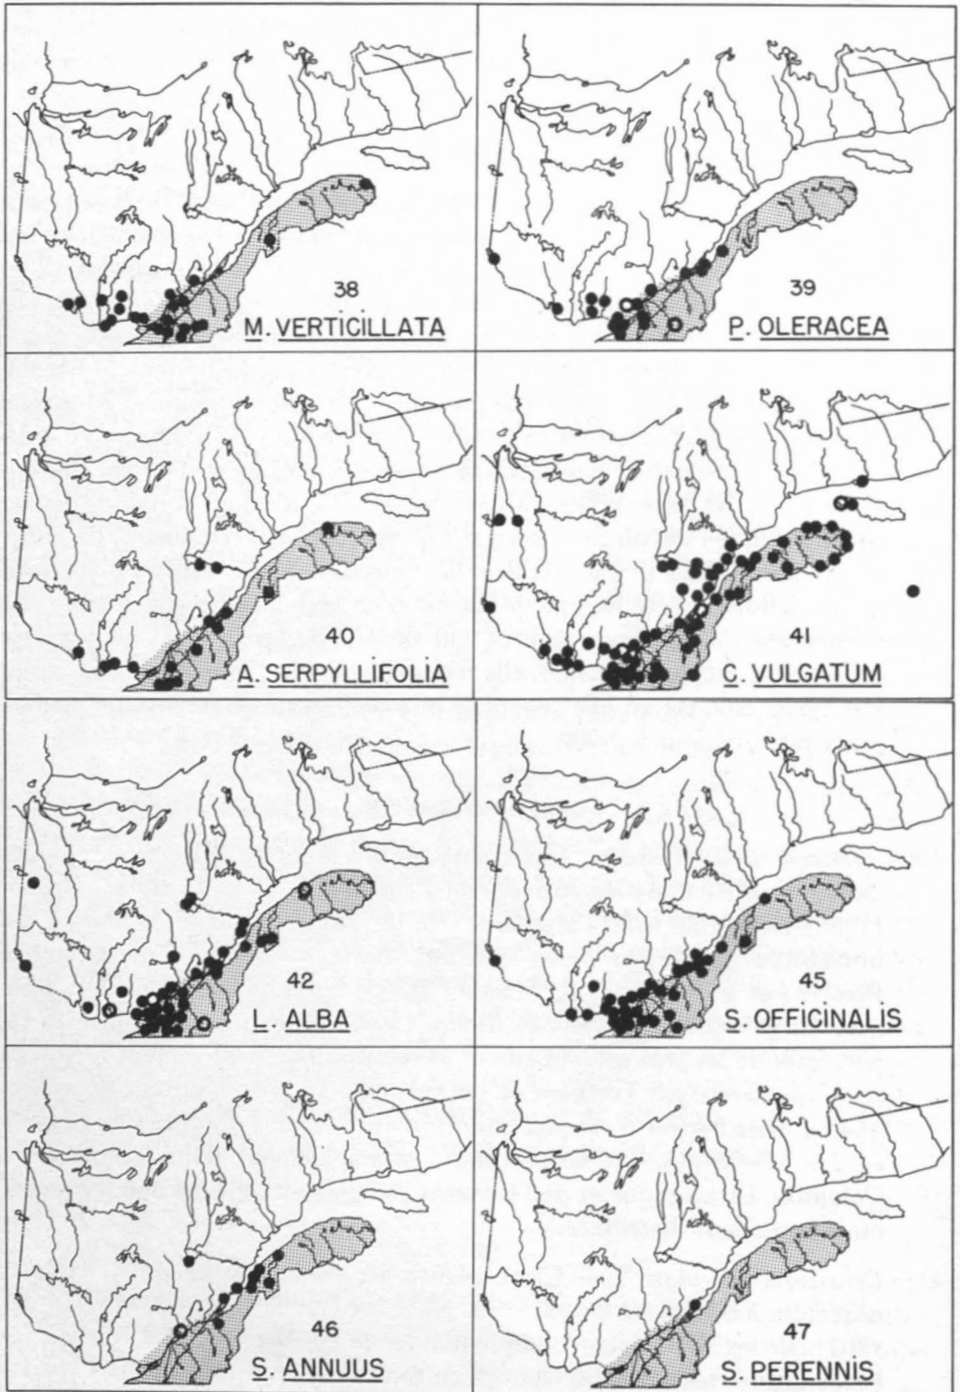 38
M. VERTICILLATA
39
P. OLERACEA
40
A. SERPYLLIFOLIA
41
C. VULGATUM
42
L. ALBA
45
S. OFFICINALIS
46
S. ANNUUS
47
S. PERENNIS